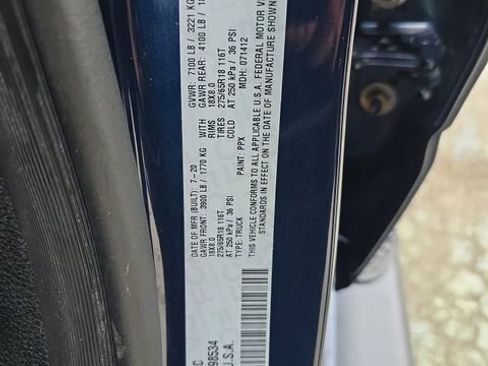 DATE OF MFR (BUILT): 7-20 GVWR: 7100 LB / 3221 KG
GAWR FRONT: 3900 LB / 1770 KG WITH GAWR REAR: 4100 LB /
18X8.0 RIMS 18X8.0
275/65R18 116T TIRES 275/65R18 116T
AT 250 kPa / 36 PSI COLD AT 250 kPa / 36 PSI
TYPE: TRUCK PAINT: PPX MDH: 071412
THIS VEHICLE CONFORMS TO ALL APPLICABLE U.S.A. FEDERAL MOTOR VE
STANDARDS IN EFFECT ON THE DATE OF MANUFACTURE SHOWN
C
98534
U.S.A.